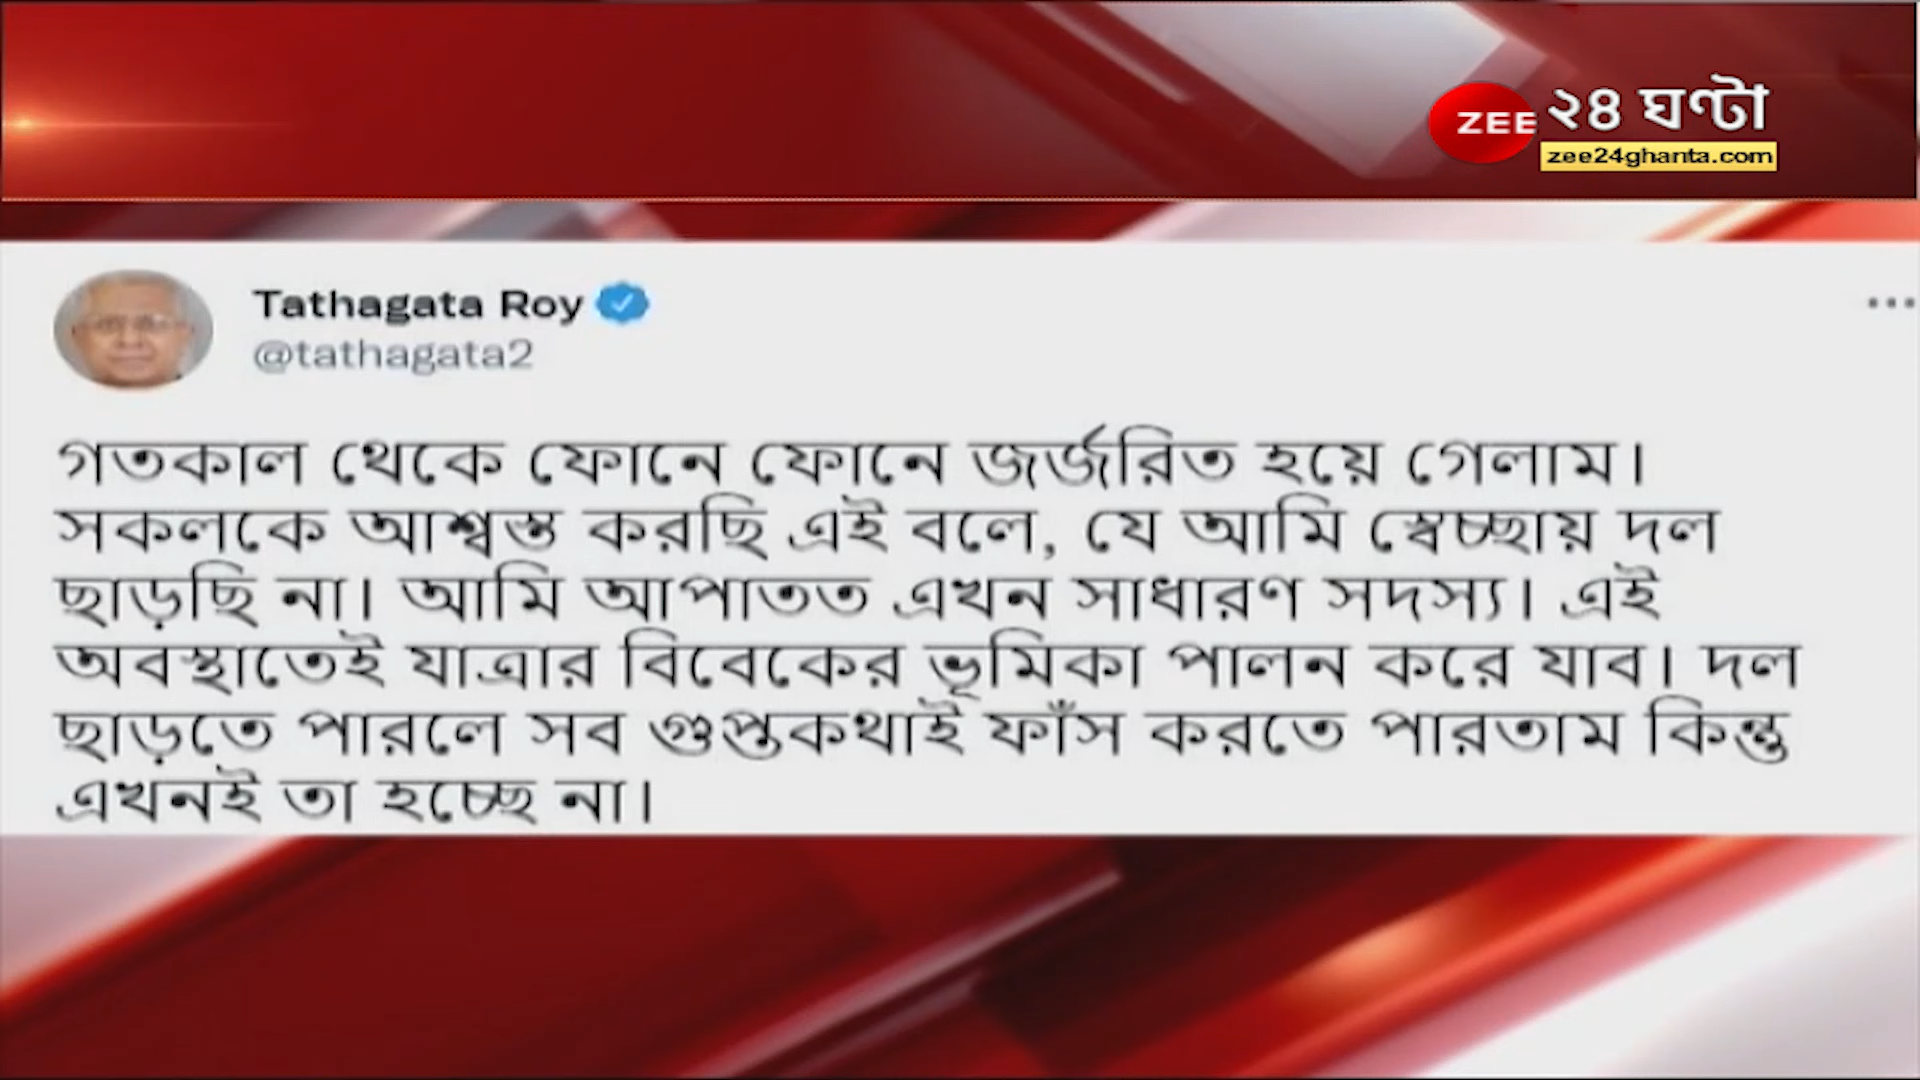 ZEE ২৪ ঘণ্টা
zee24ghanta.com
Tathagata Roy
@tathagata2
গতকাল থেকে ফোনে ফোনে জর্জরিত হয়ে গেলাম।
সকলকে আশ্বস্ত করছি এই বলে, যে আমি স্বেচ্ছায় দল
ছাড়ছি না। আমি আপাতত এখন সাধারণ সদস্য। এই
অবস্থাতেই যাত্রার বিবেকের ভূমিকা পালন করে যাব। দল
ছাড়তে পারলে সব গুপ্তকথাই ফাঁস করতে পারতাম কিন্তু
এখনই তা হচ্ছে না।